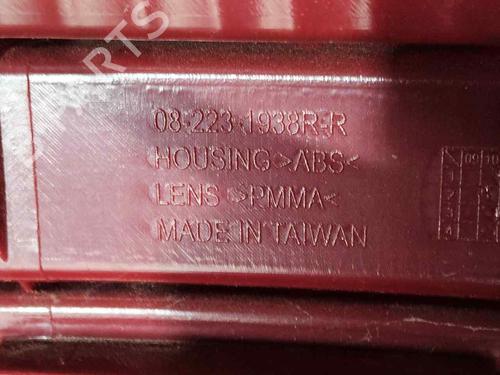 08-223-1938R-R
HOUSING >ABS<
LENS >PMMA<
MADE IN TAIWAN